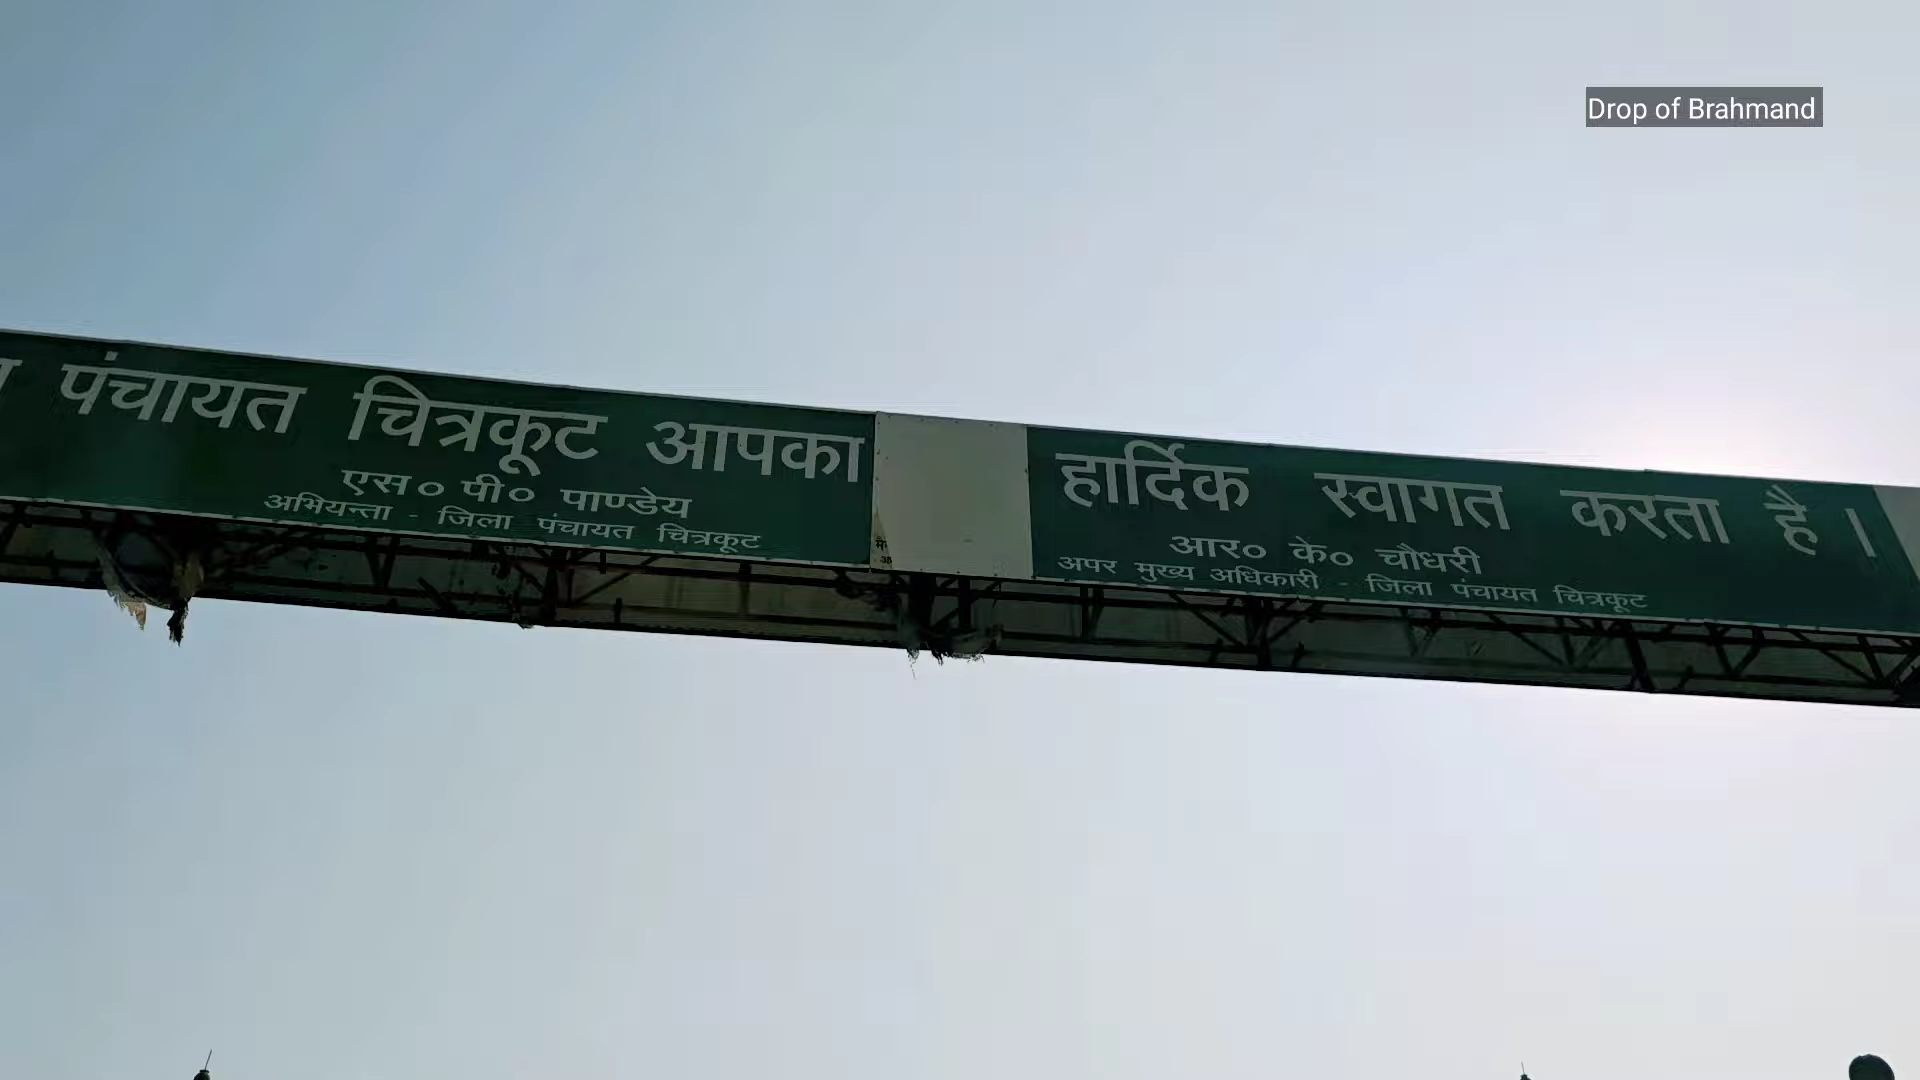 Drop of Brahmand
पंचायत चित्रकूट आपका हार्दिक स्वागत करता है ।
एस० पी० पाण्डेय
अभियन्ता - जिला पंचायत चित्रकूट
आर० के० चौधरी
अपर मुख्य अधिकारी - जिला पंचायत चित्रकूट